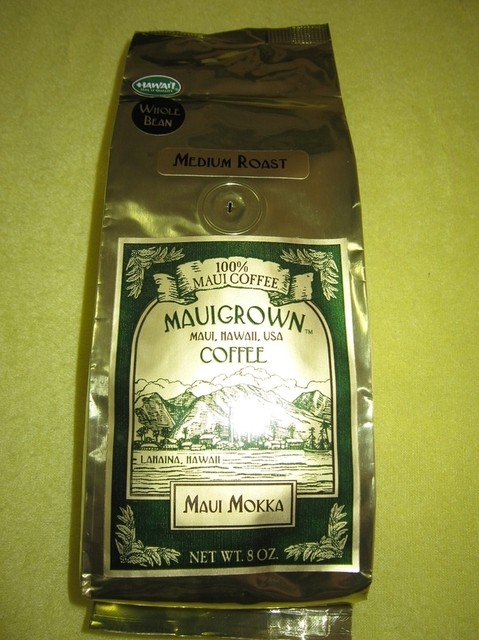 HAWAII
WHOLE
BEAN
MEDIUM ROAST
100%
MAUI COFFEE
MAUIGROWN™
MAUI, HAWAII, USA
COFFEE
LAHAINA, HAWAII
MAUI MOKKA
NET WT. 8 OZ.